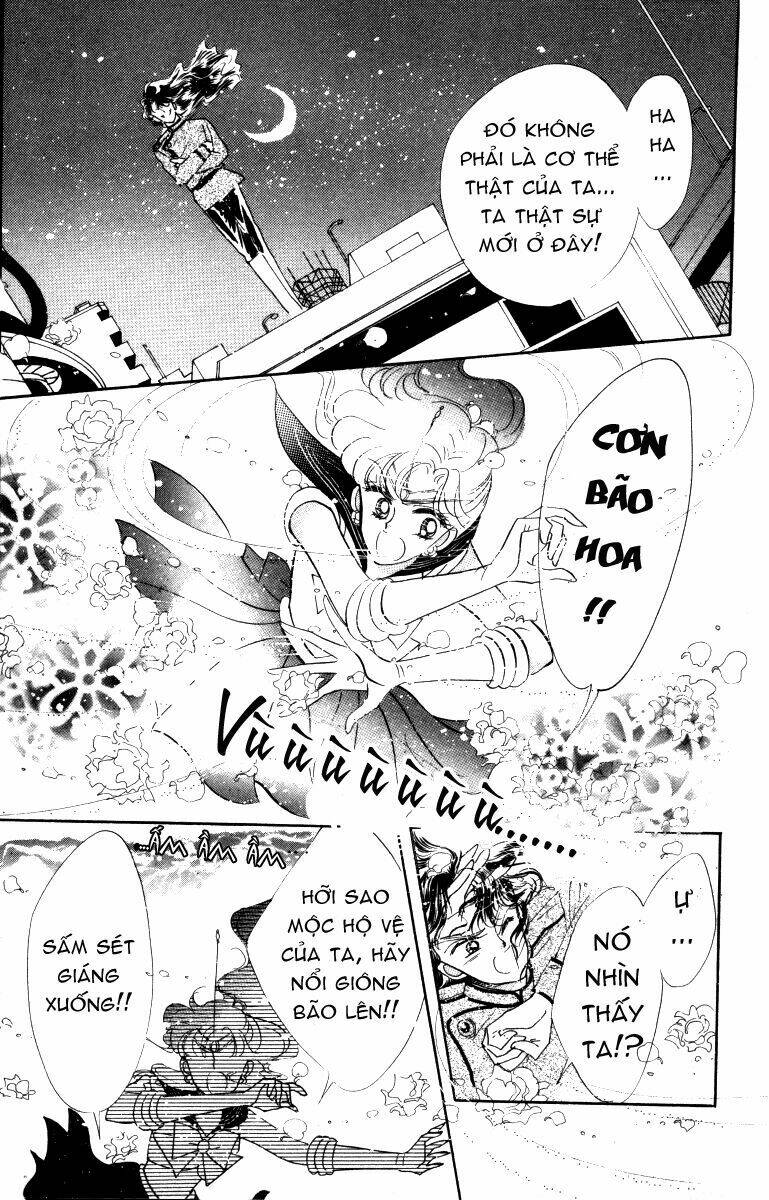 HA
HA
...
ĐÓ KHÔNG
PHẢI LÀ CƠ THỂ
THẬT CỦA TA...
TA THẬT SỰ
MỚI Ở ĐÂY!
CƠN
BÃO
HOA
!!
VÙÙÙÙÙÙÙ......
Ự
...
NÓ
NHÌN
THẤY
TA!?
HỠI SAO
MỘC HỘ VỆ
CỦA TA, HÃY
NỔI GIÔNG
BÃO LÊN!!
ẦM ẦM ẦM
SẤM SÉT
GIÁNG
XUỐNG!!